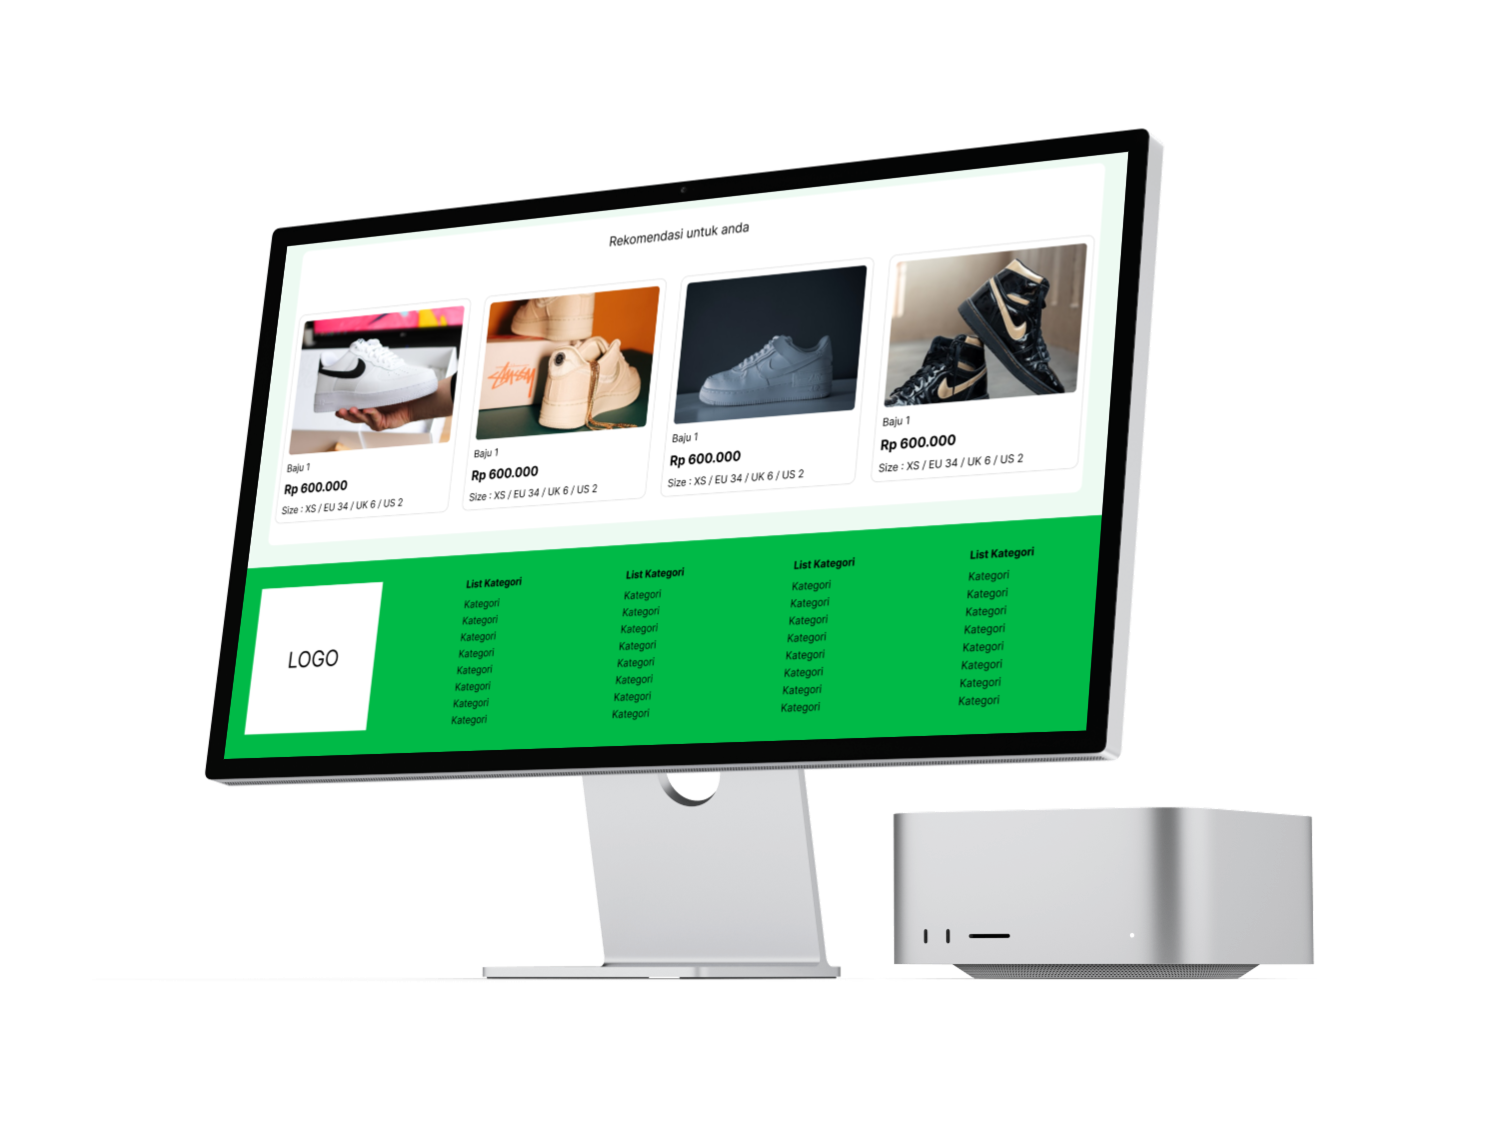 Rekomendasi untuk anda
Stüssy
Baju 1
Rp 600.000
Size : XS / EU 34 / UK 6 / US 2
Baju 1
Rp 600.000
Size : XS / EU 34 / UK 6 / US 2
Baju 1
Rp 600.000
Size : XS / EU 34 / UK 6 / US 2
Baju 1
Rp 600.000
Size : XS / EU 34 / UK 6 / US 2
LOGO
List Kategori
Kategori
Kategori
Kategori
Kategori
Kategori
Kategori
Kategori
Kategori
List Kategori
Kategori
Kategori
Kategori
Kategori
Kategori
Kategori
Kategori
Kategori
List Kategori
Kategori
Kategori
Kategori
Kategori
Kategori
Kategori
Kategori
Kategori
List Kategori
Kategori
Kategori
Kategori
Kategori
Kategori
Kategori
Kategori
Kategori